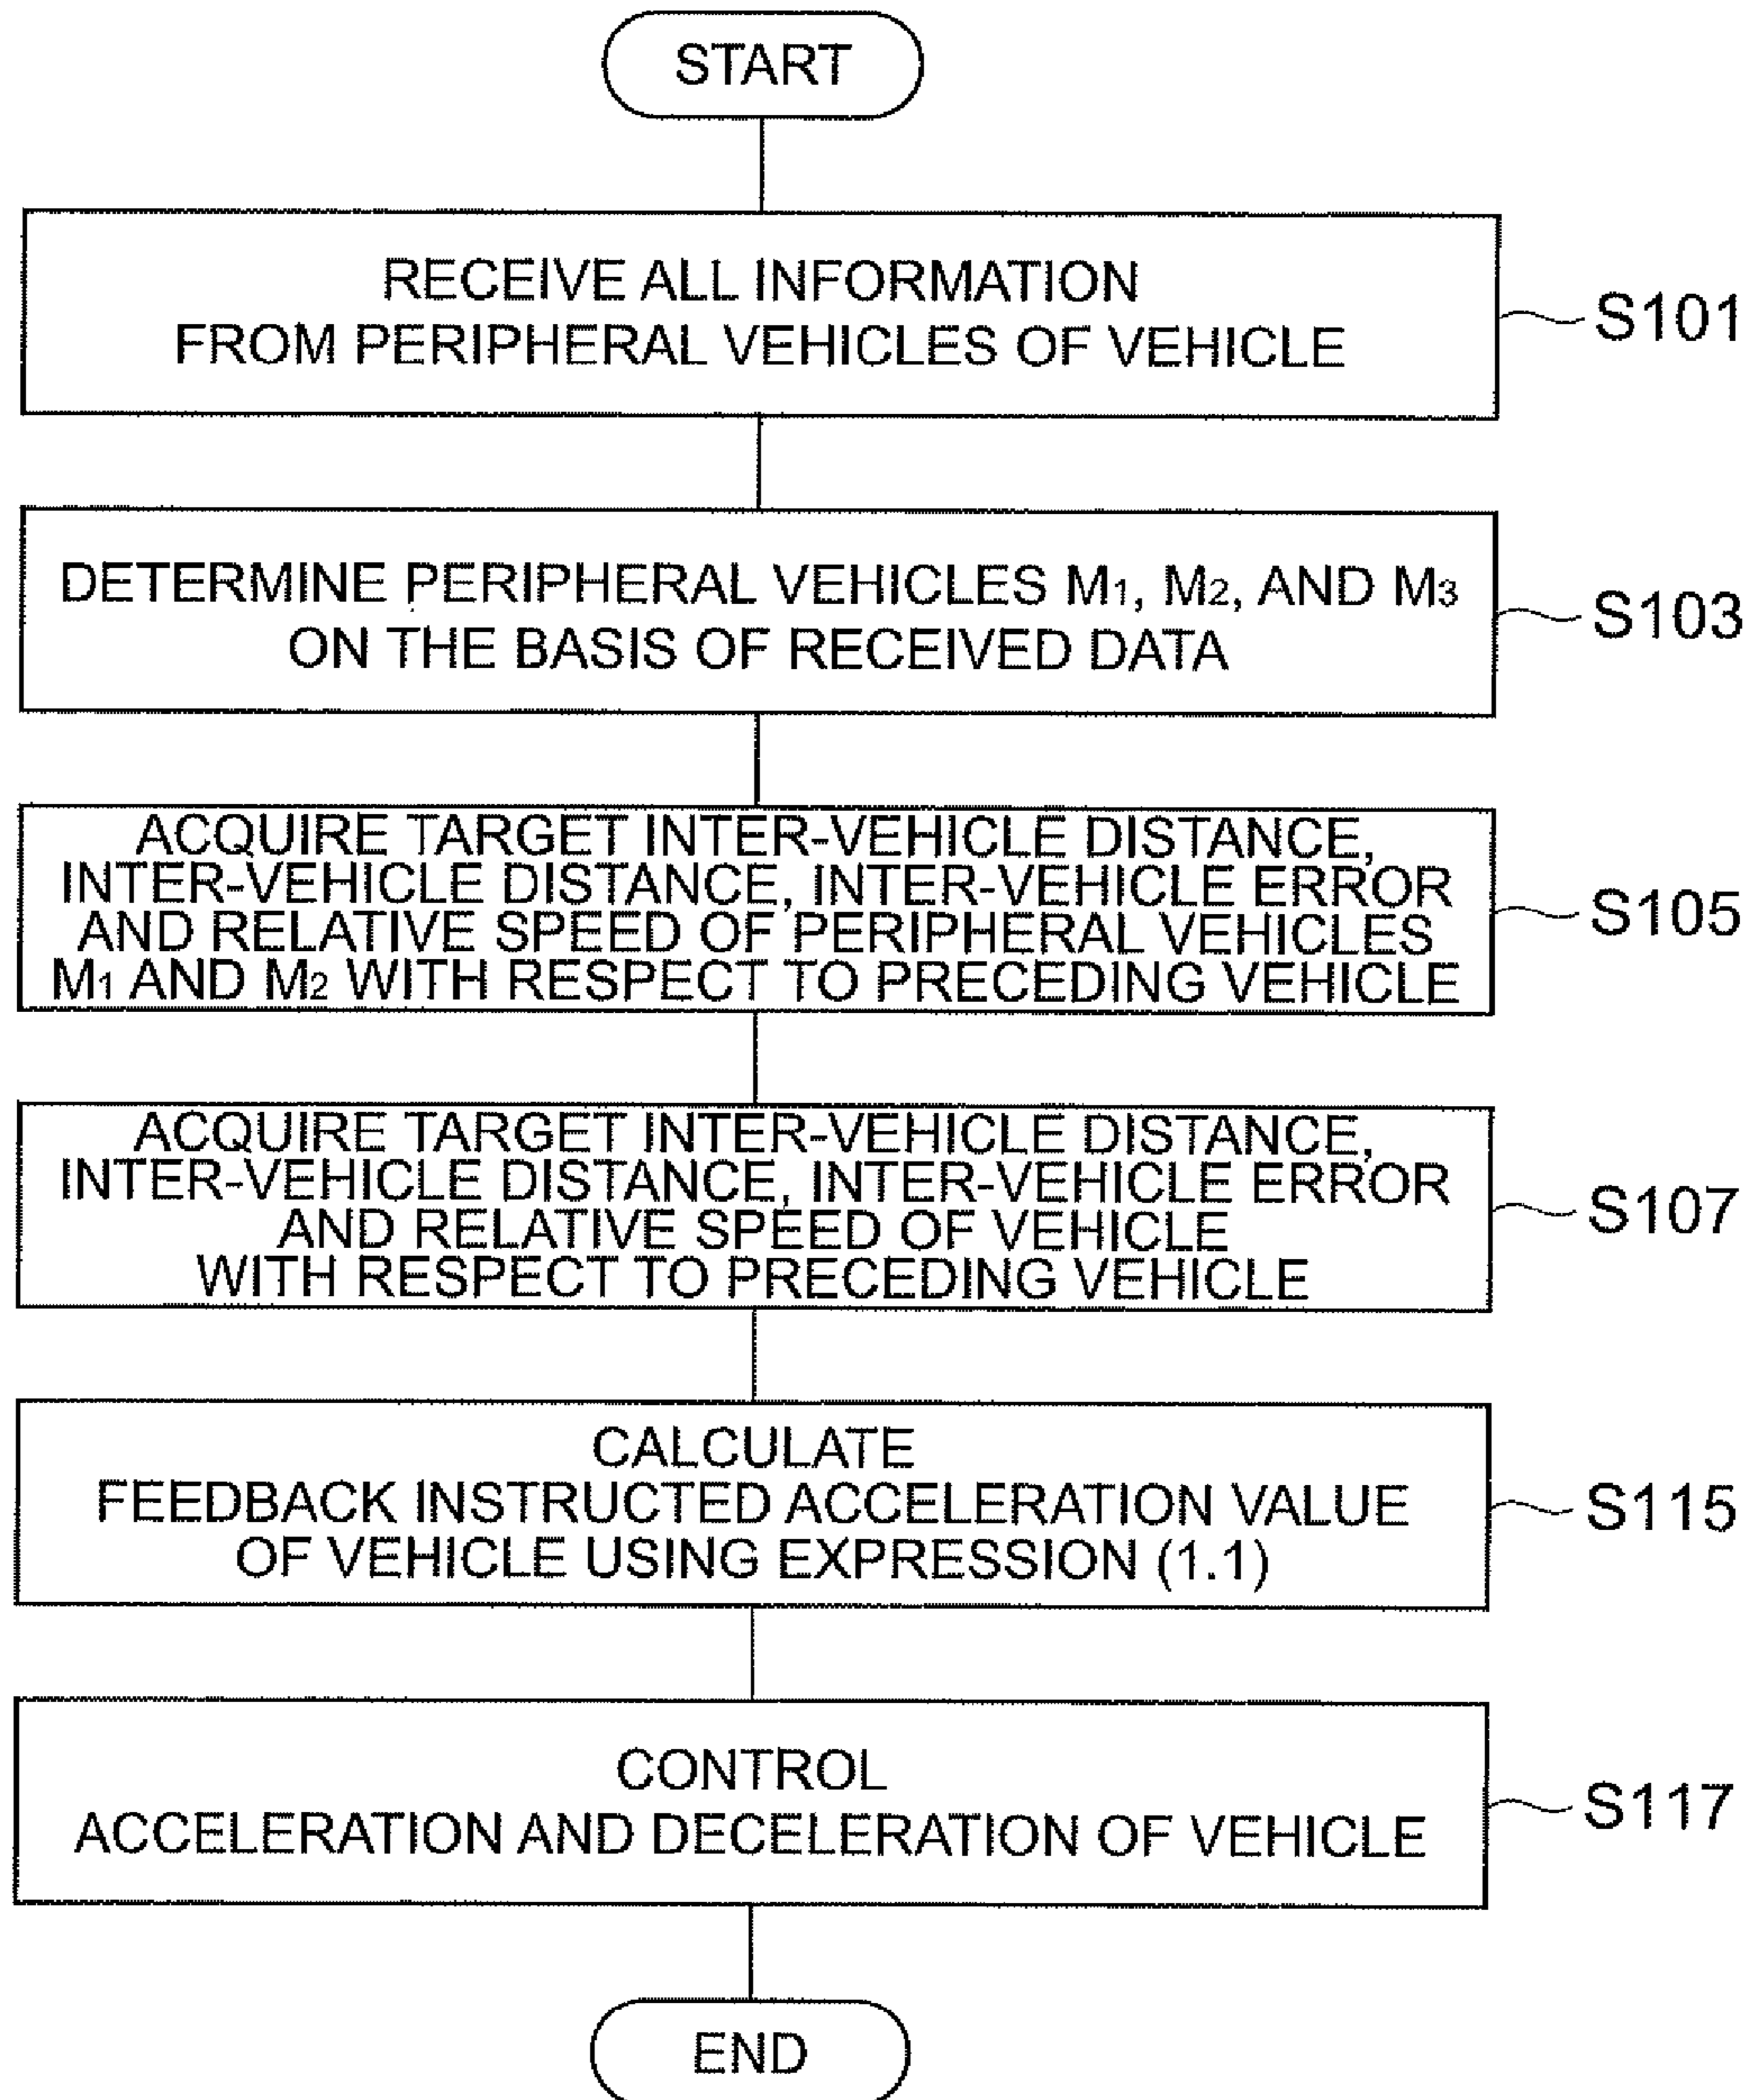 START
RECEIVE ALL INFORMATION
FROM PERIPHERAL VEHICLES OF VEHICLE
S101
DETERMINE PERIPHERAL VEHICLES M₁, M₂, AND M₃
ON THE BASIS OF RECEIVED DATA
S103
ACQUIRE TARGET INTER-VEHICLE DISTANCE,
INTER-VEHICLE DISTANCE, INTER-VEHICLE ERROR
AND RELATIVE SPEED OF PERIPHERAL VEHICLES
M₁ AND M₂ WITH RESPECT TO PRECEDING VEHICLE
S105
ACQUIRE TARGET INTER-VEHICLE DISTANCE,
INTER-VEHICLE DISTANCE, INTER-VEHICLE ERROR
AND RELATIVE SPEED OF VEHICLE
WITH RESPECT TO PRECEDING VEHICLE
S107
CALCULATE
FEEDBACK INSTRUCTED ACCELERATION VALUE
OF VEHICLE USING EXPRESSION (1.1)
S115
CONTROL
ACCELERATION AND DECELERATION OF VEHICLE
S117
END